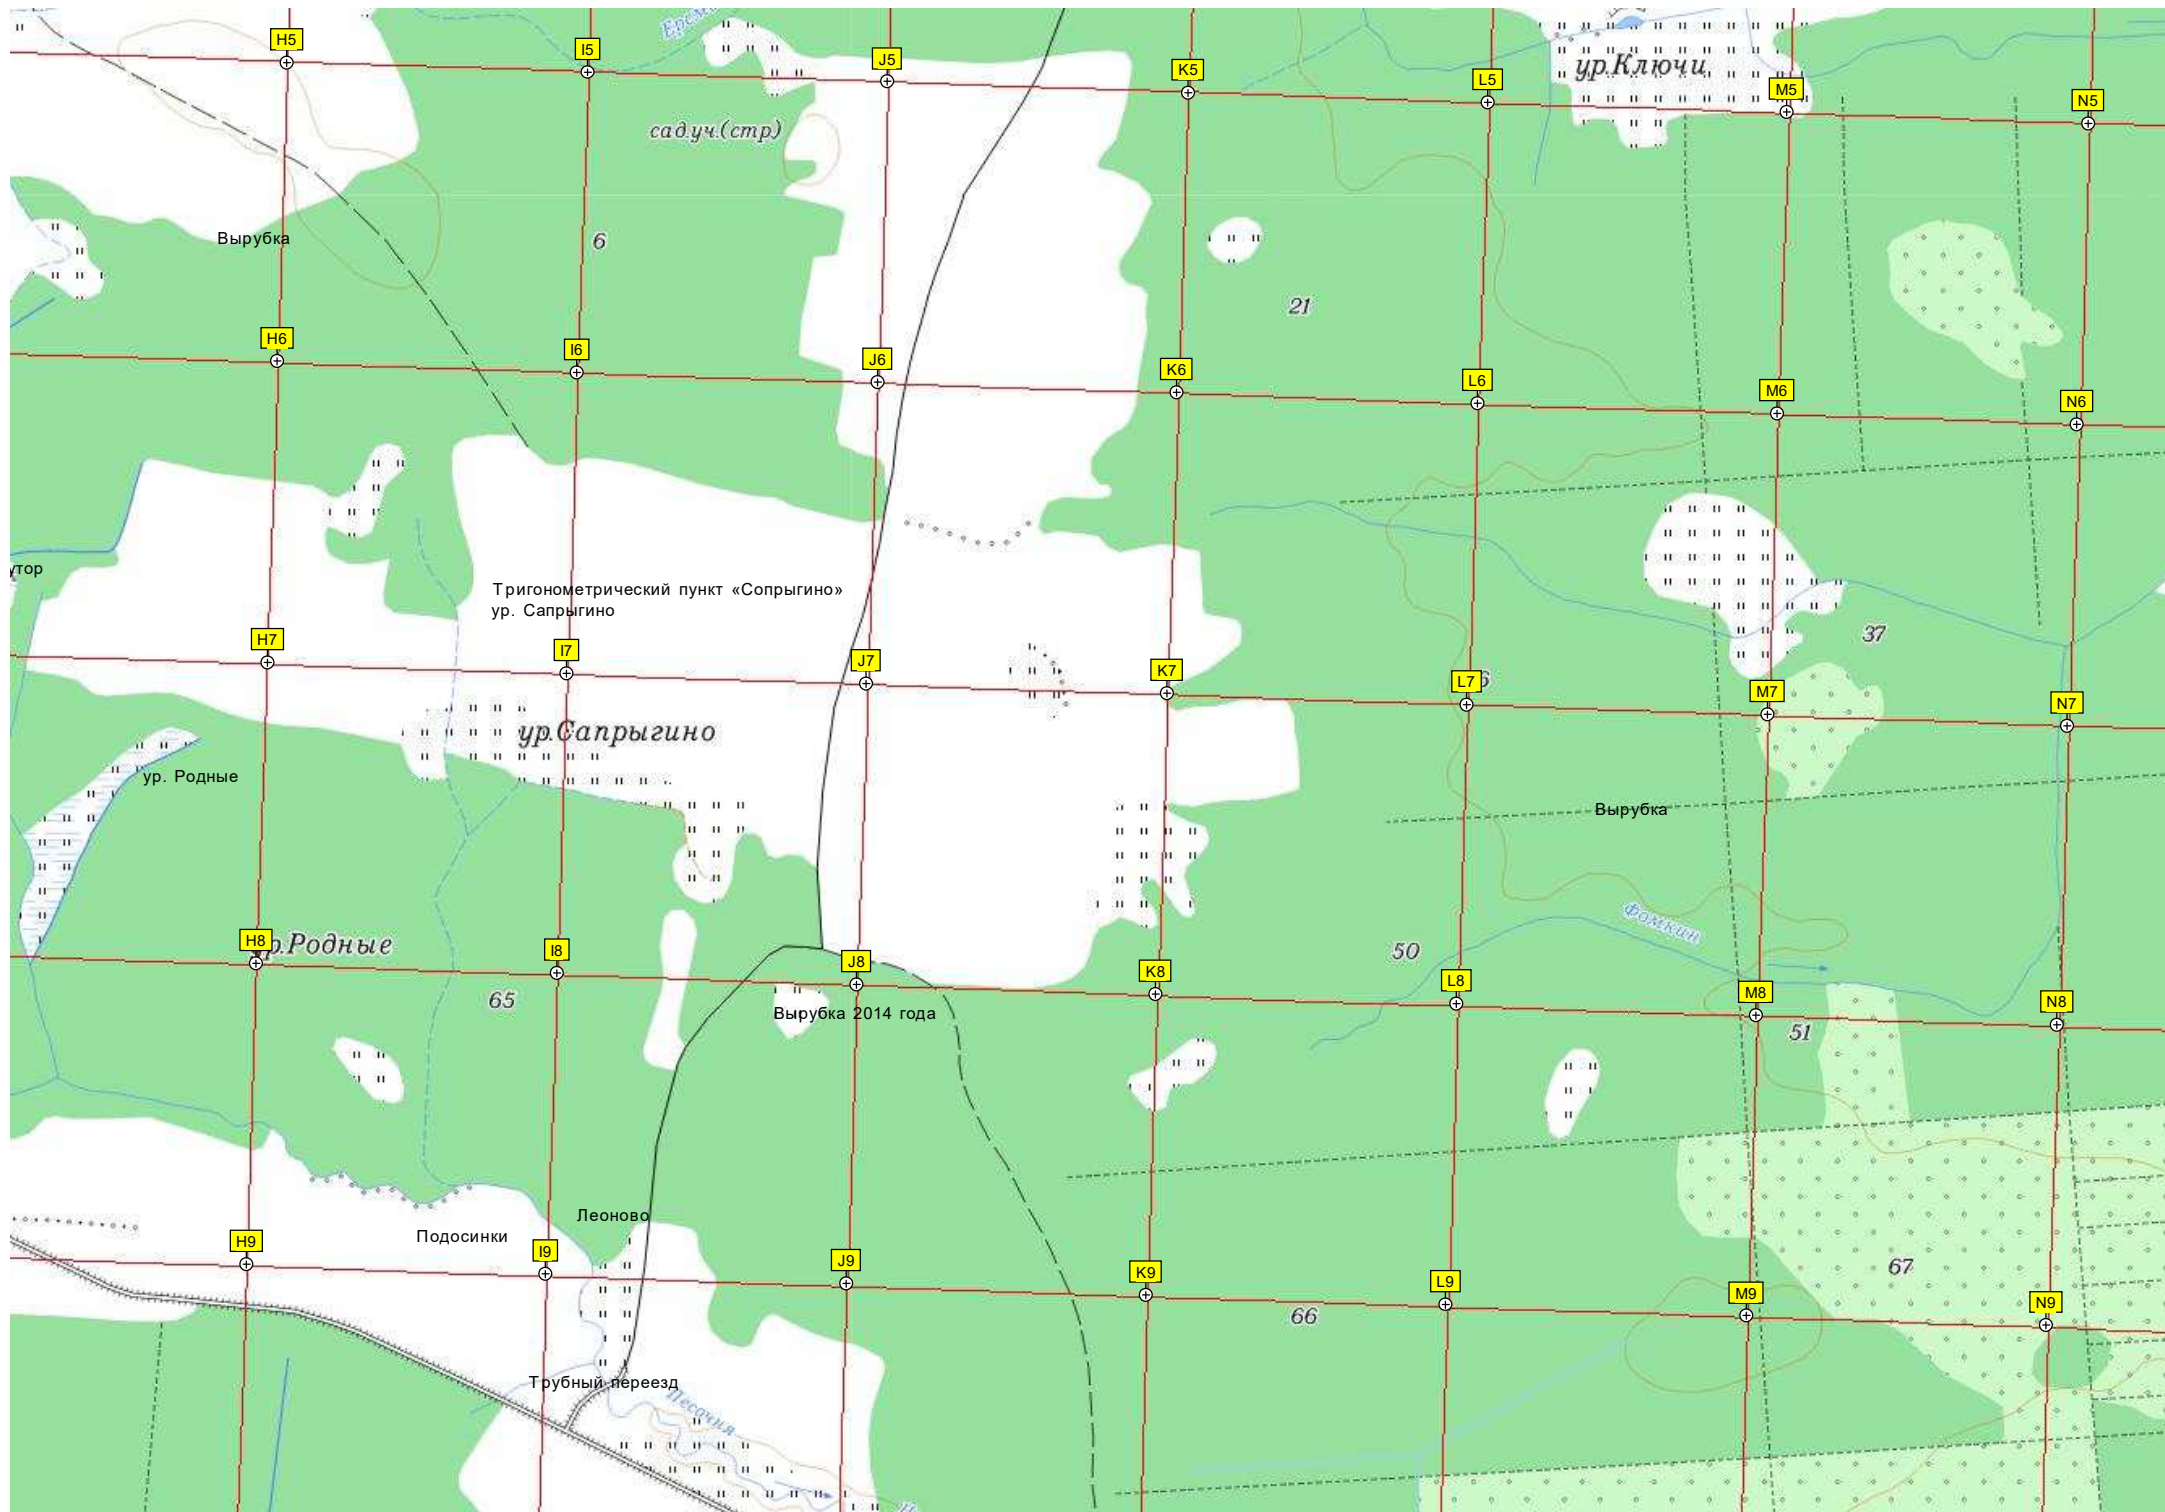 Ерем
H5
I5
J5
K5
L5
ур.Ключи
M5
N5
сад.уч.(стр)
Вырубка
6
21
H6
I6
J6
K6
L6
M6
N6
утор
Тригонометрический пункт «Сопрыгино»
ур. Сапрыгино
37
H7
I7
J7
K7
L7
6
M7
N7
ур.Сапрыгино
ур. Родные
Вырубка
Фомкин
H8
р.Родные
I8
J8
K8
50
L8
M8
N8
65
Вырубка 2014 года
51
Леоново
Подосинки
H9
I9
J9
K9
L9
M9
N9
67
66
Трубный переезд
Песочня